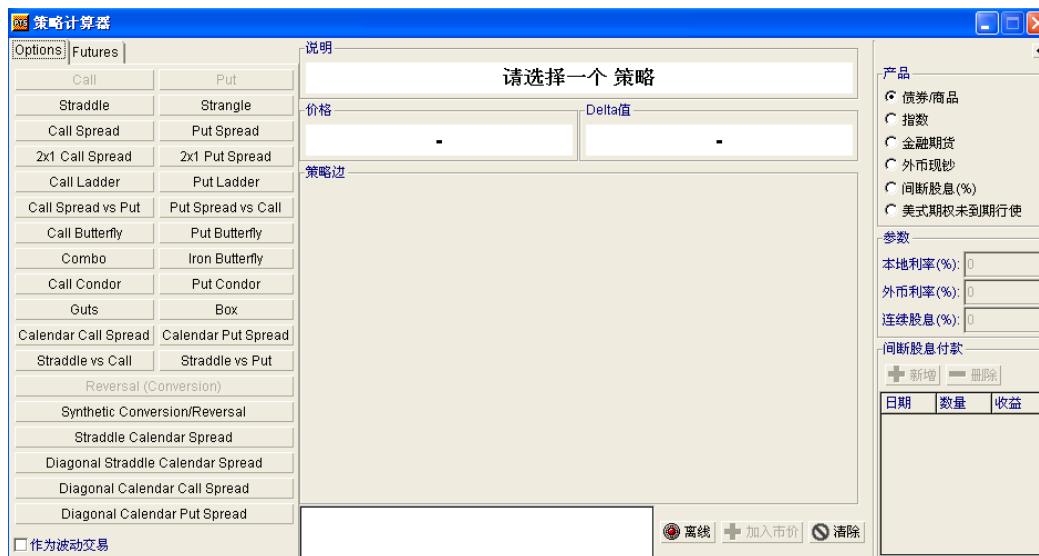 RTS 策略计算器
Options Futures
Call Put
Straddle Strangle
Call Spread Put Spread
2x1 Call Spread 2x1 Put Spread
Call Ladder Put Ladder
Call Spread vs Put Put Spread vs Call
Call Butterfly Put Butterfly
Combo Iron Butterfly
Call Condor Put Condor
Guts Box
Calendar Call Spread Calendar Put Spread
Straddle vs Call Straddle vs Put
Reversal (Conversion)
Synthetic Conversion/Reversal
Straddle Calendar Spread
Diagonal Straddle Calendar Spread
Diagonal Calendar Call Spread
Diagonal Calendar Put Spread
作为波动交易
说明
请选择一个 策略
价格 Delta值
- -
策略边
离线 加入市价 清除
产品
债券/商品
指数
金融期货
外币现钞
间断股息(%)
美式期权未到期行使
参数
本地利率(%): 0
外币利率(%): 0
连续股息(%): 0
间断股息付款
新增 删除
日期 数量 收益